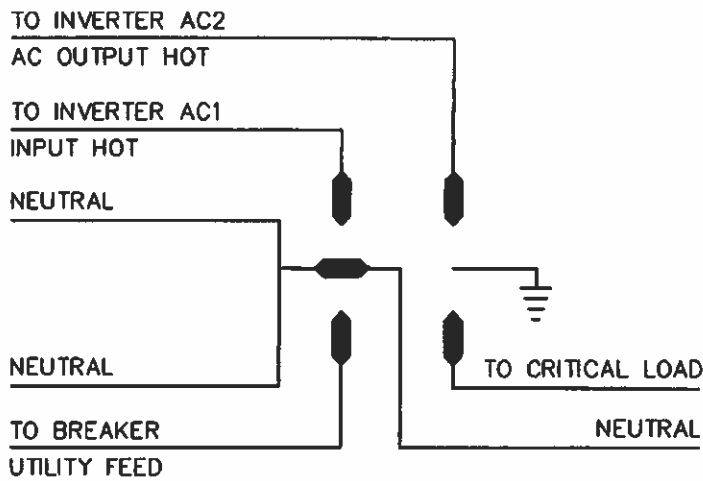 TO INVERTER AC2
AC OUTPUT HOT
TO INVERTER AC1
INPUT HOT
NEUTRAL
NEUTRAL
TO CRITICAL LOAD
TO BREAKER
NEUTRAL
UTILITY FEED